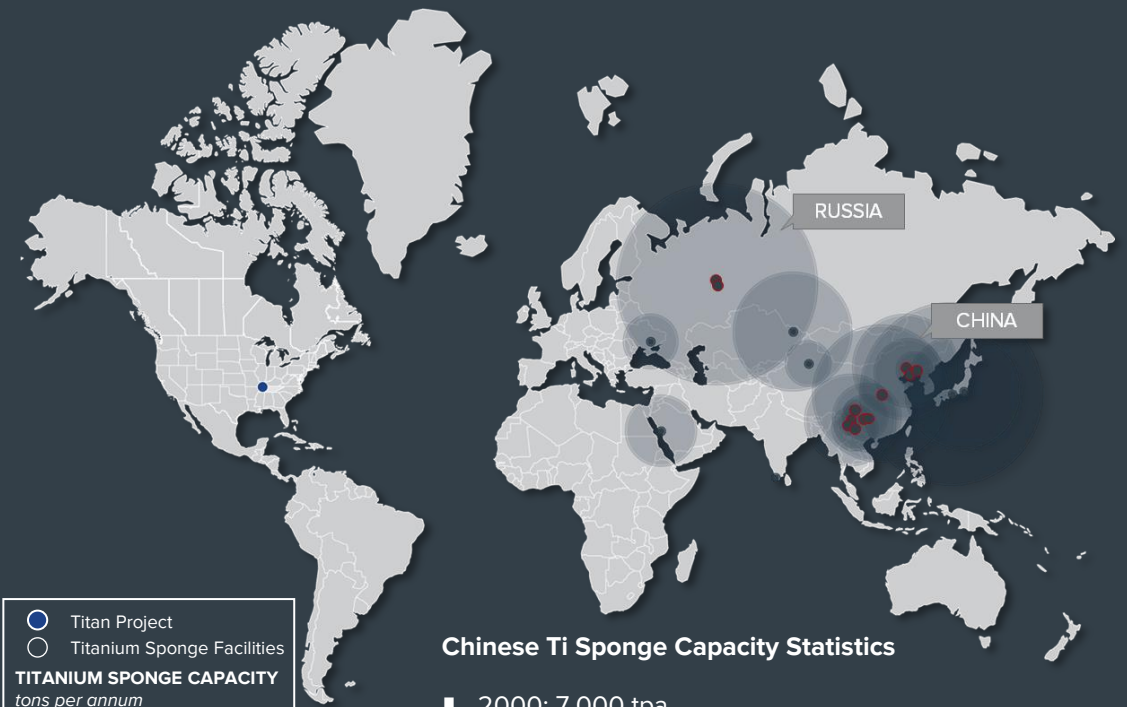 RUSSIA
CHINA
Titan Project
Titanium Sponge Facilities
TITANIUM SPONGE CAPACITY
tons per annum
Chinese Ti Sponge Capacity Statistics
2000: 7,000 tpa